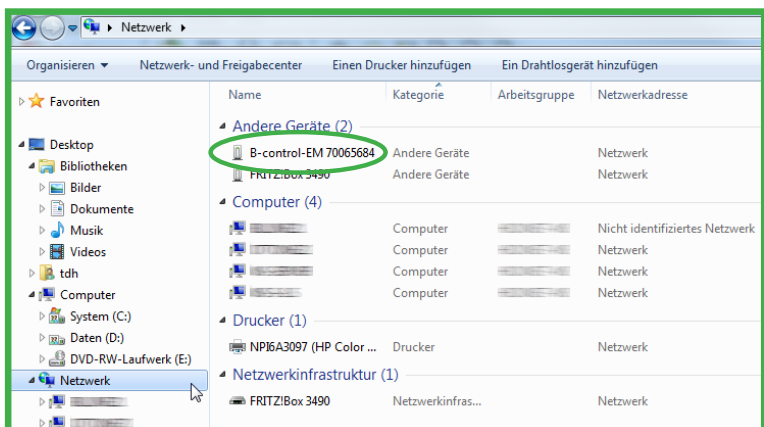 Netzwerk
Organisieren Netzwerk- und Freigabecenter Einen Drucker hinzufügen Ein Drahtlosgerät hinzufügen
Favoriten
Desktop
Bibliotheken
Bilder
Dokumente
Musik
Videos
tdh
Computer
System (C:)
Daten (D:)
DVD-RW-Laufwerk (E:)
Netzwerk
Name Kategorie Arbeitsgruppe Netzwerkadresse
Andere Geräte (2)
B-control-EM 70065684 Andere Geräte Netzwerk
FRITZ!Box 3490 Andere Geräte Netzwerk
Computer (4)
Computer Nicht identifiziertes Netzwerk
Computer Netzwerk
Computer Netzwerk
Computer Netzwerk
Drucker (1)
NPI6A3097 (HP Color ... Drucker Netzwerk
Netzwerkinfrastruktur (1)
FRITZ!Box 3490 Netzwerkinfras... Netzwerk